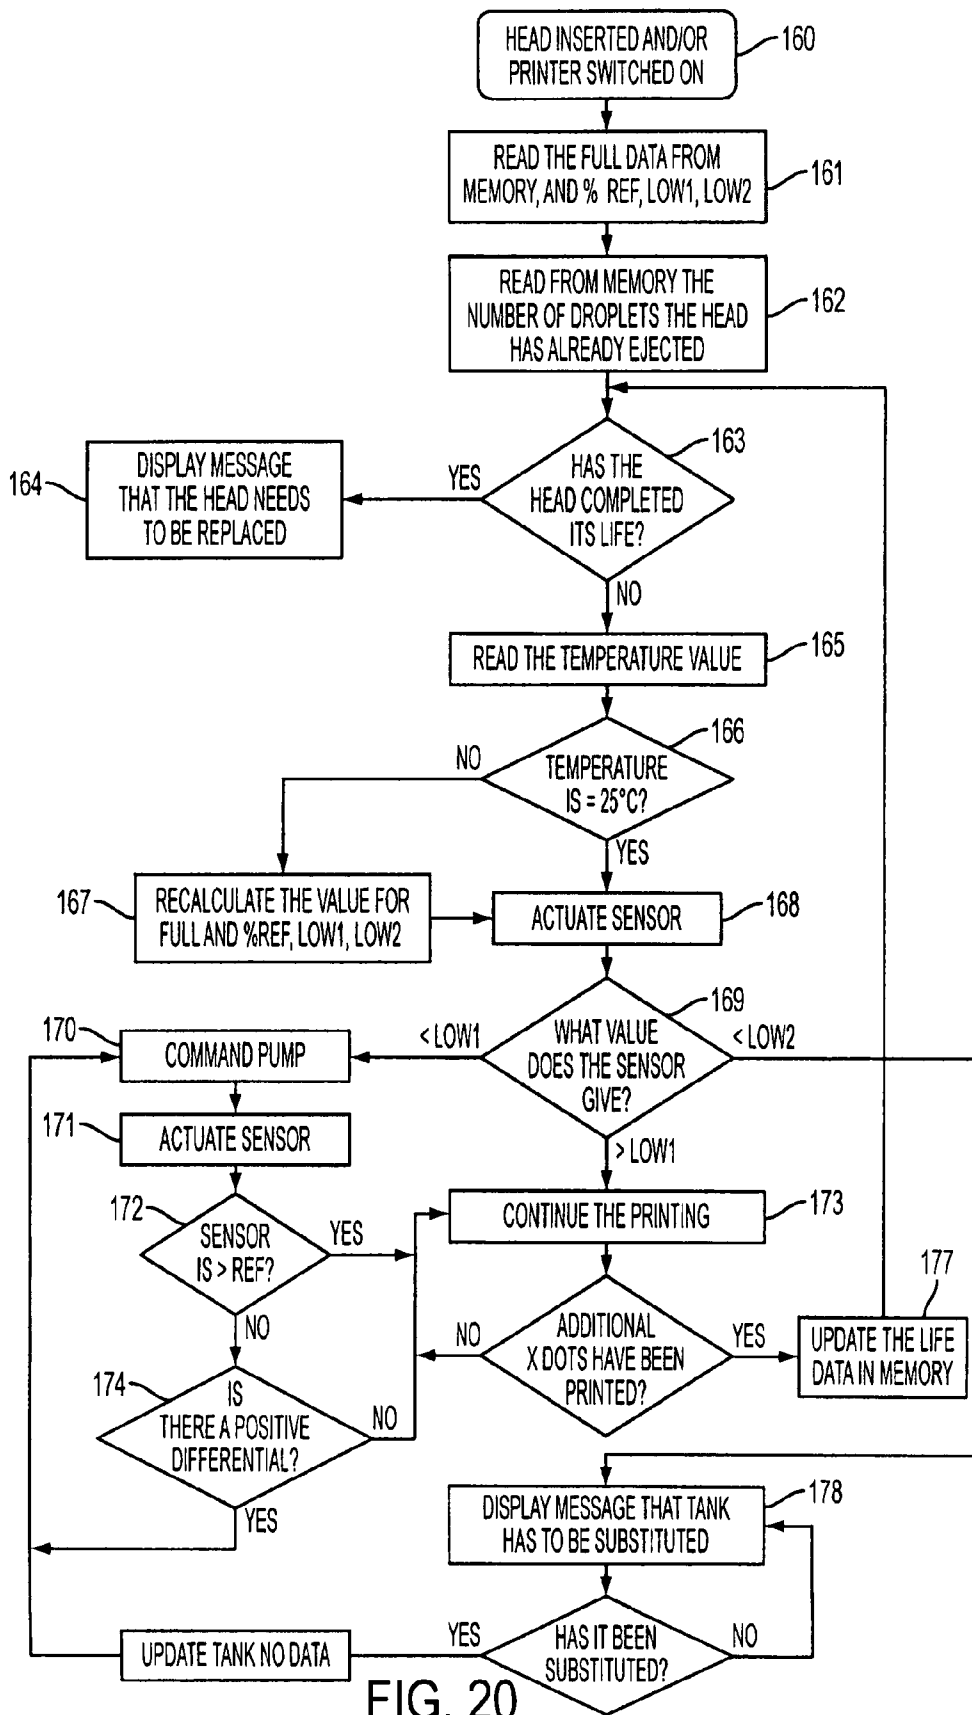 HEAD INSERTED AND/OR
PRINTER SWITCHED ON
160
READ THE FULL DATA FROM
MEMORY, AND % REF, LOW1, LOW2
161
READ FROM MEMORY THE
NUMBER OF DROPLETS THE HEAD
HAS ALREADY EJECTED
162
163
HAS THE
HEAD COMPLETED
ITS LIFE?
YES
164
DISPLAY MESSAGE
THAT THE HEAD NEEDS
TO BE REPLACED
NO
READ THE TEMPERATURE VALUE
165
166
NO
TEMPERATURE
IS = 25°C?
YES
167
RECALCULATE THE VALUE FOR
FULL AND %REF, LOW1, LOW2
ACTUATE SENSOR
168
169
< LOW1
WHAT VALUE
DOES THE SENSOR
GIVE?
< LOW2
> LOW1
170
COMMAND PUMP
171
ACTUATE SENSOR
172
SENSOR
IS > REF?
YES
NO
CONTINUE THE PRINTING
173
174
IS
THERE A POSITIVE
DIFFERENTIAL?
NO
YES
NO
ADDITIONAL
X DOTS HAVE BEEN
PRINTED?
YES
177
UPDATE THE LIFE
DATA IN MEMORY
DISPLAY MESSAGE THAT TANK
HAS TO BE SUBSTITUTED
178
HAS IT BEEN
SUBSTITUTED?
NO
YES
UPDATE TANK NO DATA
FIG. 20